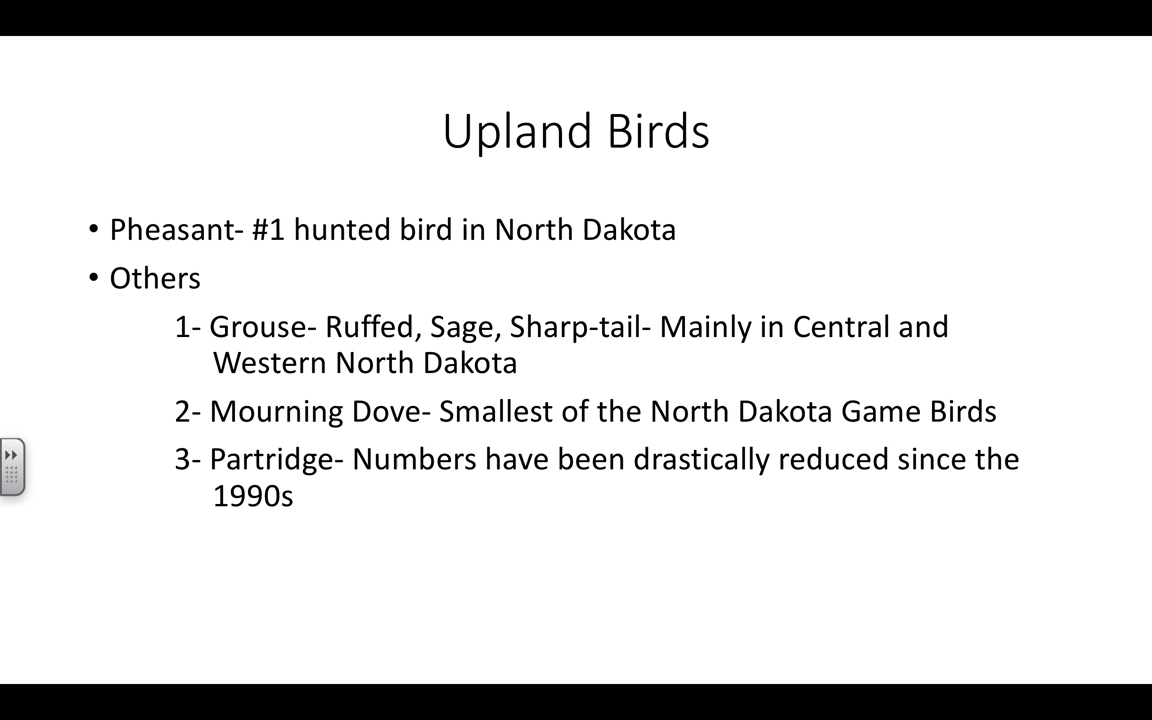 Upland Birds
• Pheasant- #1 hunted bird in North Dakota
• Others
1- Grouse- Ruffed, Sage, Sharp-tail- Mainly in Central and
Western North Dakota
2- Mourning Dove- Smallest of the North Dakota Game Birds
3- Partridge- Numbers have been drastically reduced since the
1990s